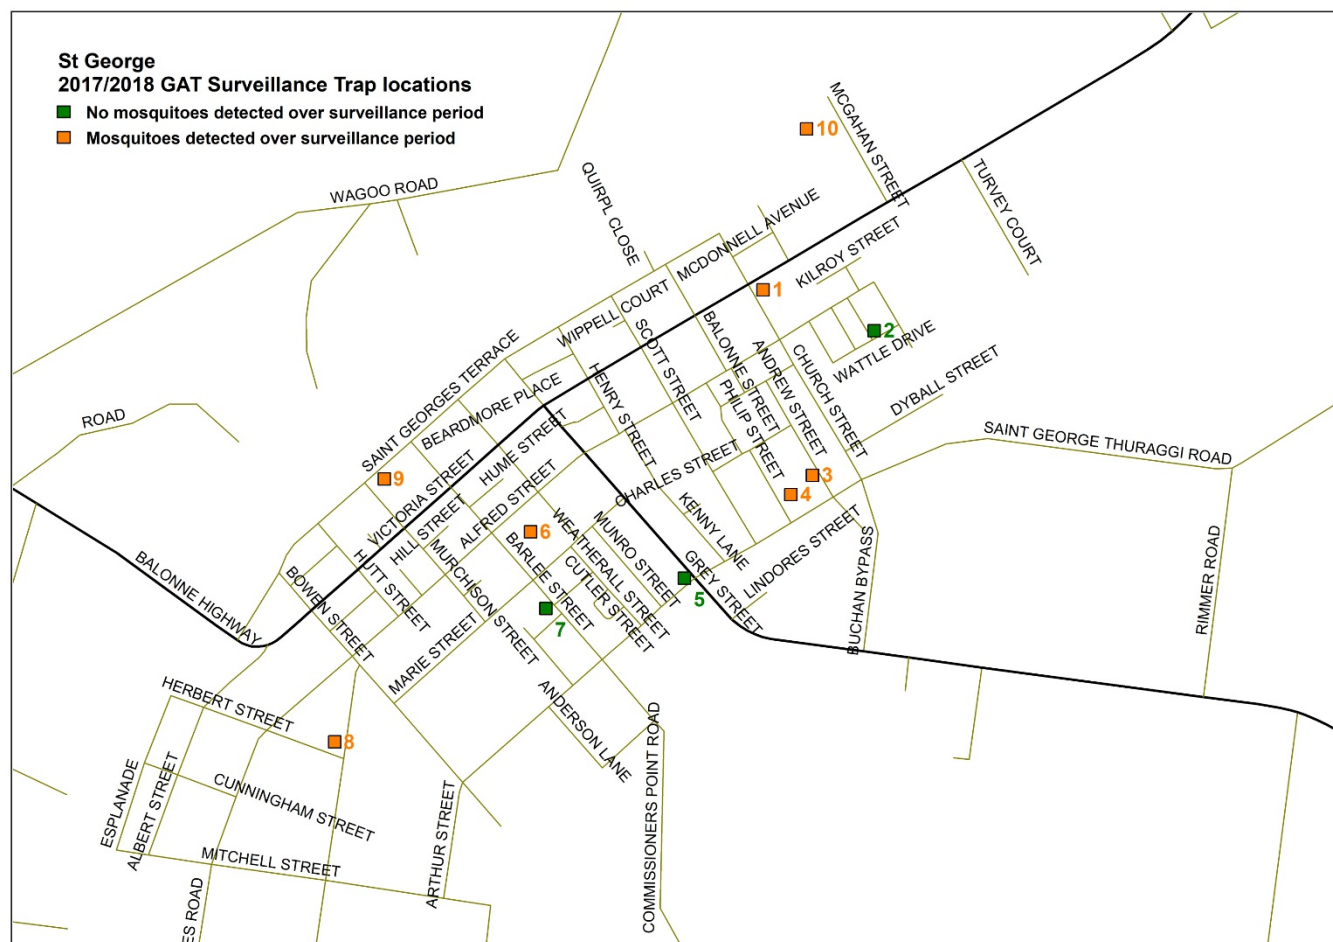 St George
2017/2018 GAT Surveillance Trap locations
No mosquitoes detected over surveillance period
Mosquitoes detected over surveillance period
10
MCGAHAN STREET
WAGOO ROAD
QUIRPL CLOSE
TURVEY COURT
MCDONNELL AVENUE
KILROY STREET
1
WIPPELL COURT
2
SCOTT STREET
BALONNE STREET
WATTLE DRIVE
ANDREW STREET
CHURCH STREET
SAINT GEORGES TERRACE
HENRY STREET
DYBALL STREET
BEARDMORE PLACE
PHILIP STREET
ROAD
HUME STREET
SAINT GEORGE THURAGGI ROAD
CHARLES STREET
3
9
4
VICTORIA STREET
ALFRED STREET
HILL STREET
KENNY LANE
6
WEATHERALL STREET
MUNRO STREET
LINDORES STREET
BARLEE STREET
MURCHISON STREET
HUTT STREET
CUTLER STREET
GREY STREET
5
BALONNE HIGHWAY
BOWEN STREET
BUCHAN BYPASS
RIMMER ROAD
7
MARIE STREET
HERBERT STREET
ANDERSON LANE
8
COMMISSIONERS POINT ROAD
ESPLANADE
ALBERT STREET
CUNNINGHAM STREET
ARTHUR STREET
MITCHELL STREET
ES ROAD